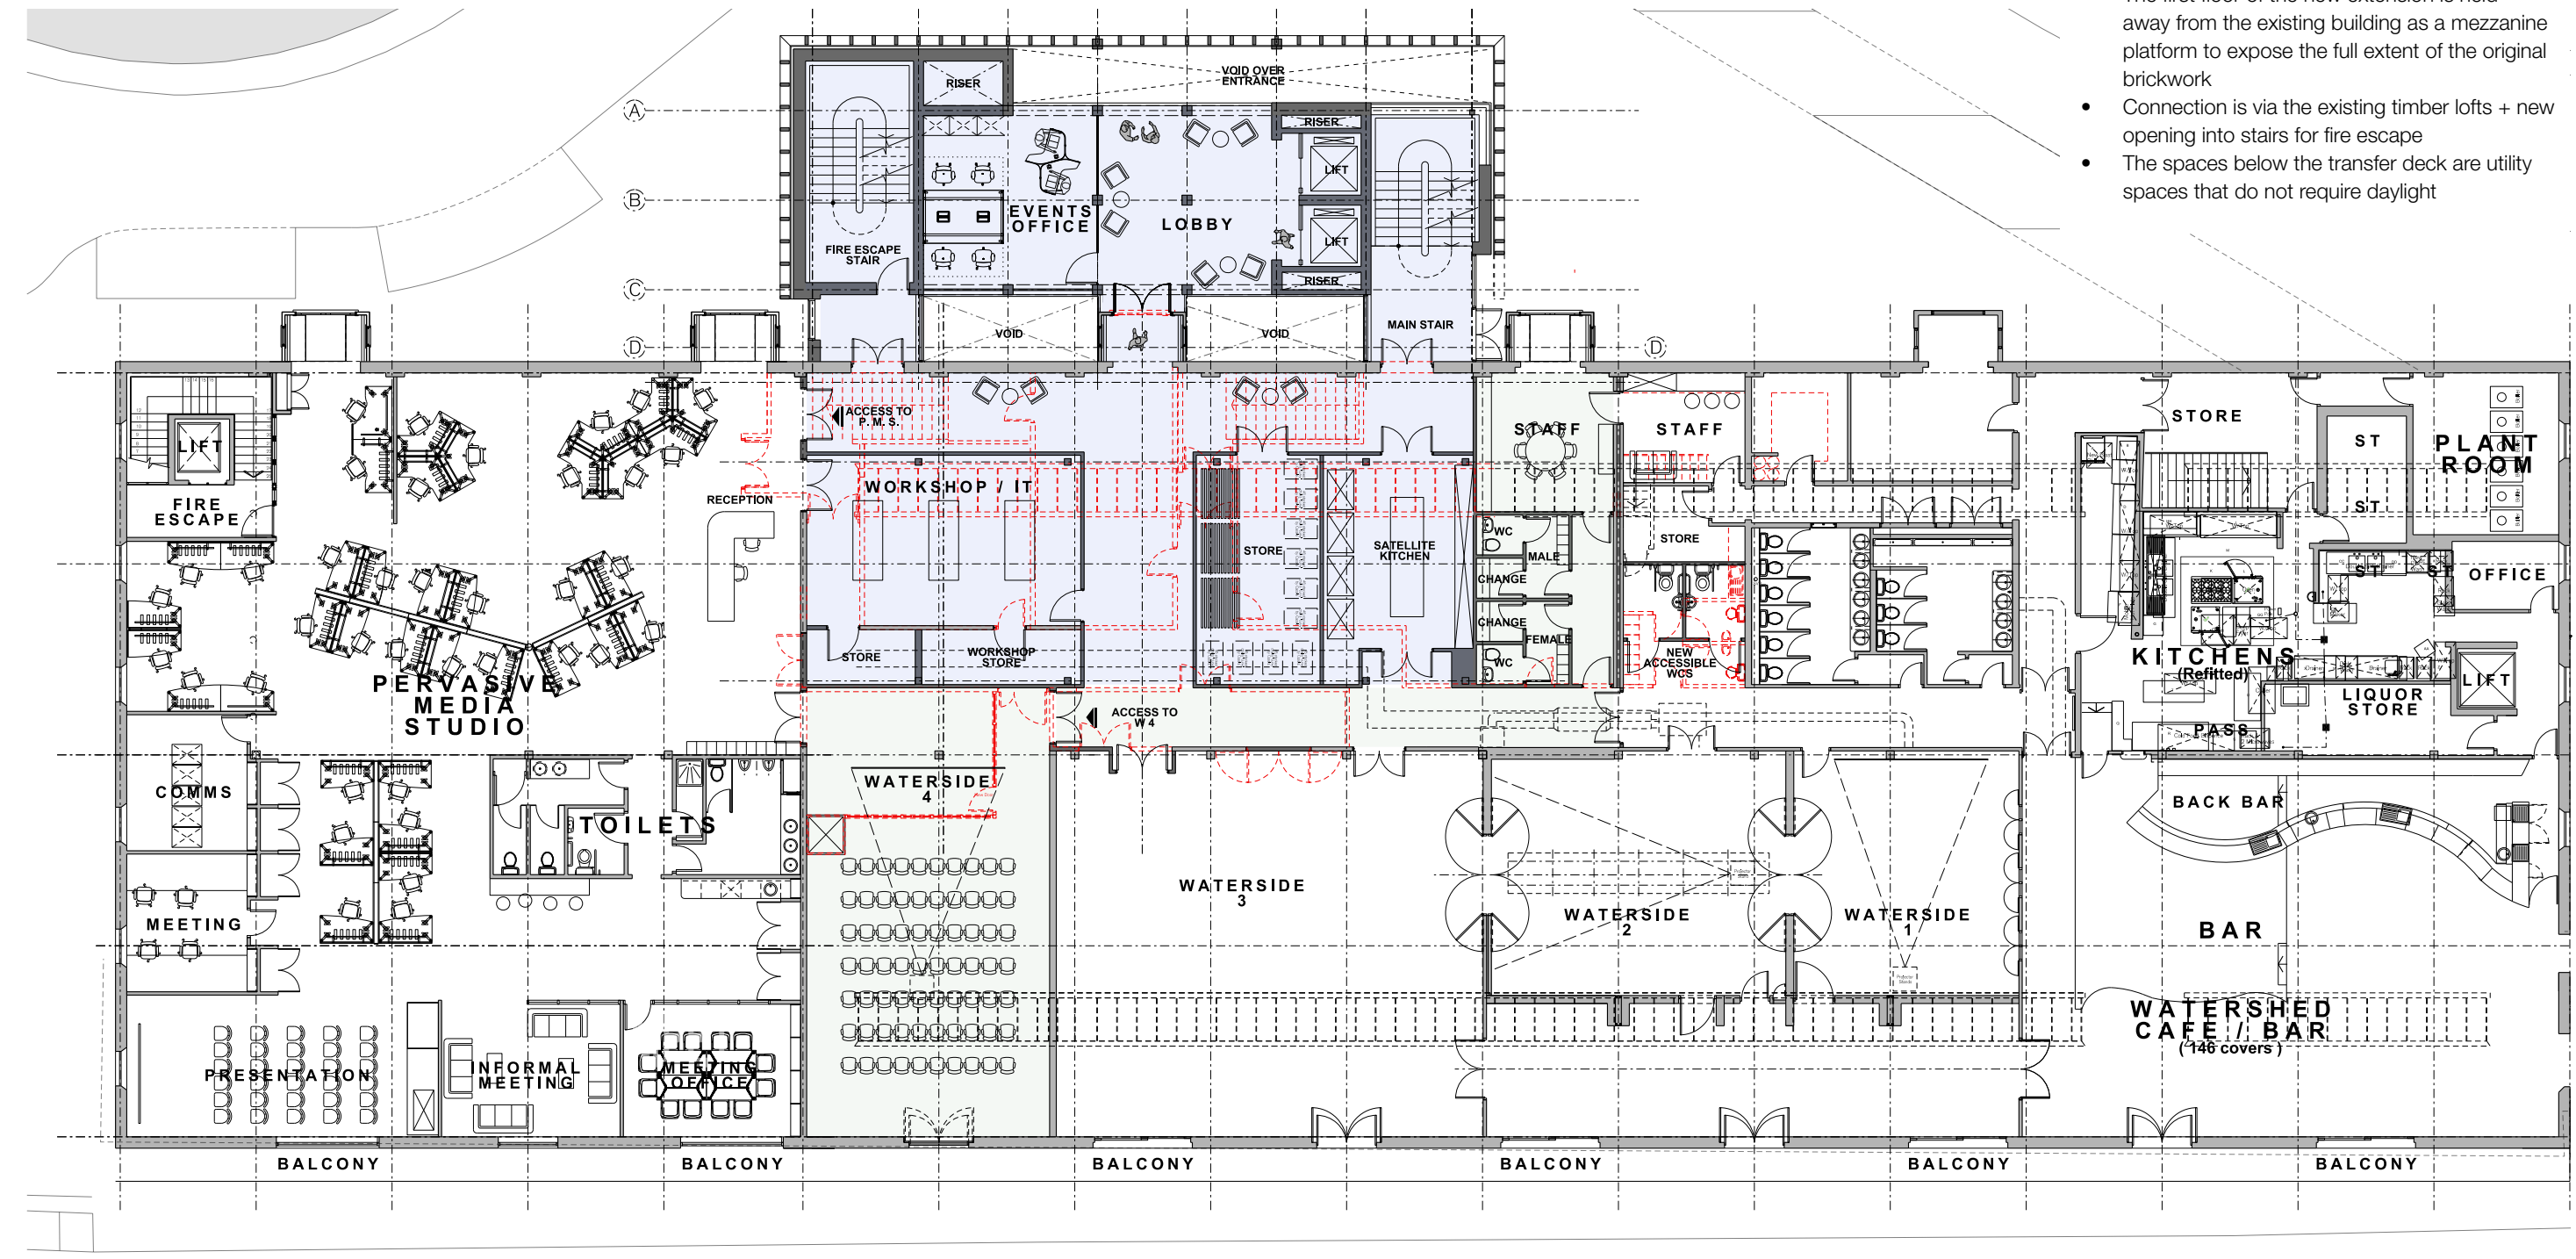 away from the existing building as a mezzanine
platform to expose the full extent of the original
brickwork
• Connection is via the existing timber lofts + new
opening into stairs for fire escape
• The spaces below the transfer deck are utility
spaces that do not require daylight
VOID OVER
ENTRANCE
RISER
A
RISER
LIFT
B
EVENTS
OFFICE
LOBBY
FIRE ESCAPE
STAIR
LIFT
RISER
C
VOID
VOID
MAIN STAIR
D
D
ACCESS TO
P. M. S.
STAFF
STAFF
STORE
ST
PLANT
ROOM
LIFT
FIRE
ESCAPE
RECEPTION
WORKSHOP / IT
ST
STORE
SATELLITE
KITCHEN
WC
MALE
STORE
CHANGE
ST
ST
OFFICE
CHANGE
FEMALE
STORE
WORKSHOP
STORE
WC
NEW
ACCESSIBLE
WCS
KITCHENS
(Refitted)
LIFT
PERVASIVE
MEDIA
STUDIO
LIQUOR
STORE
ACCESS TO
W 4
PASS
COMMS
WATERSIDE
4
BACK BAR
TOILETS
WATERSIDE
3
WATERSIDE
2
WATERSIDE
1
MEETING
BAR
WATERSHED
CAFE / BAR
( 146 covers )
PRESENTATION
INFORMAL
MEETING
MEETING
OFFICE
BALCONY
BALCONY
BALCONY
BALCONY
BALCONY
BALCONY